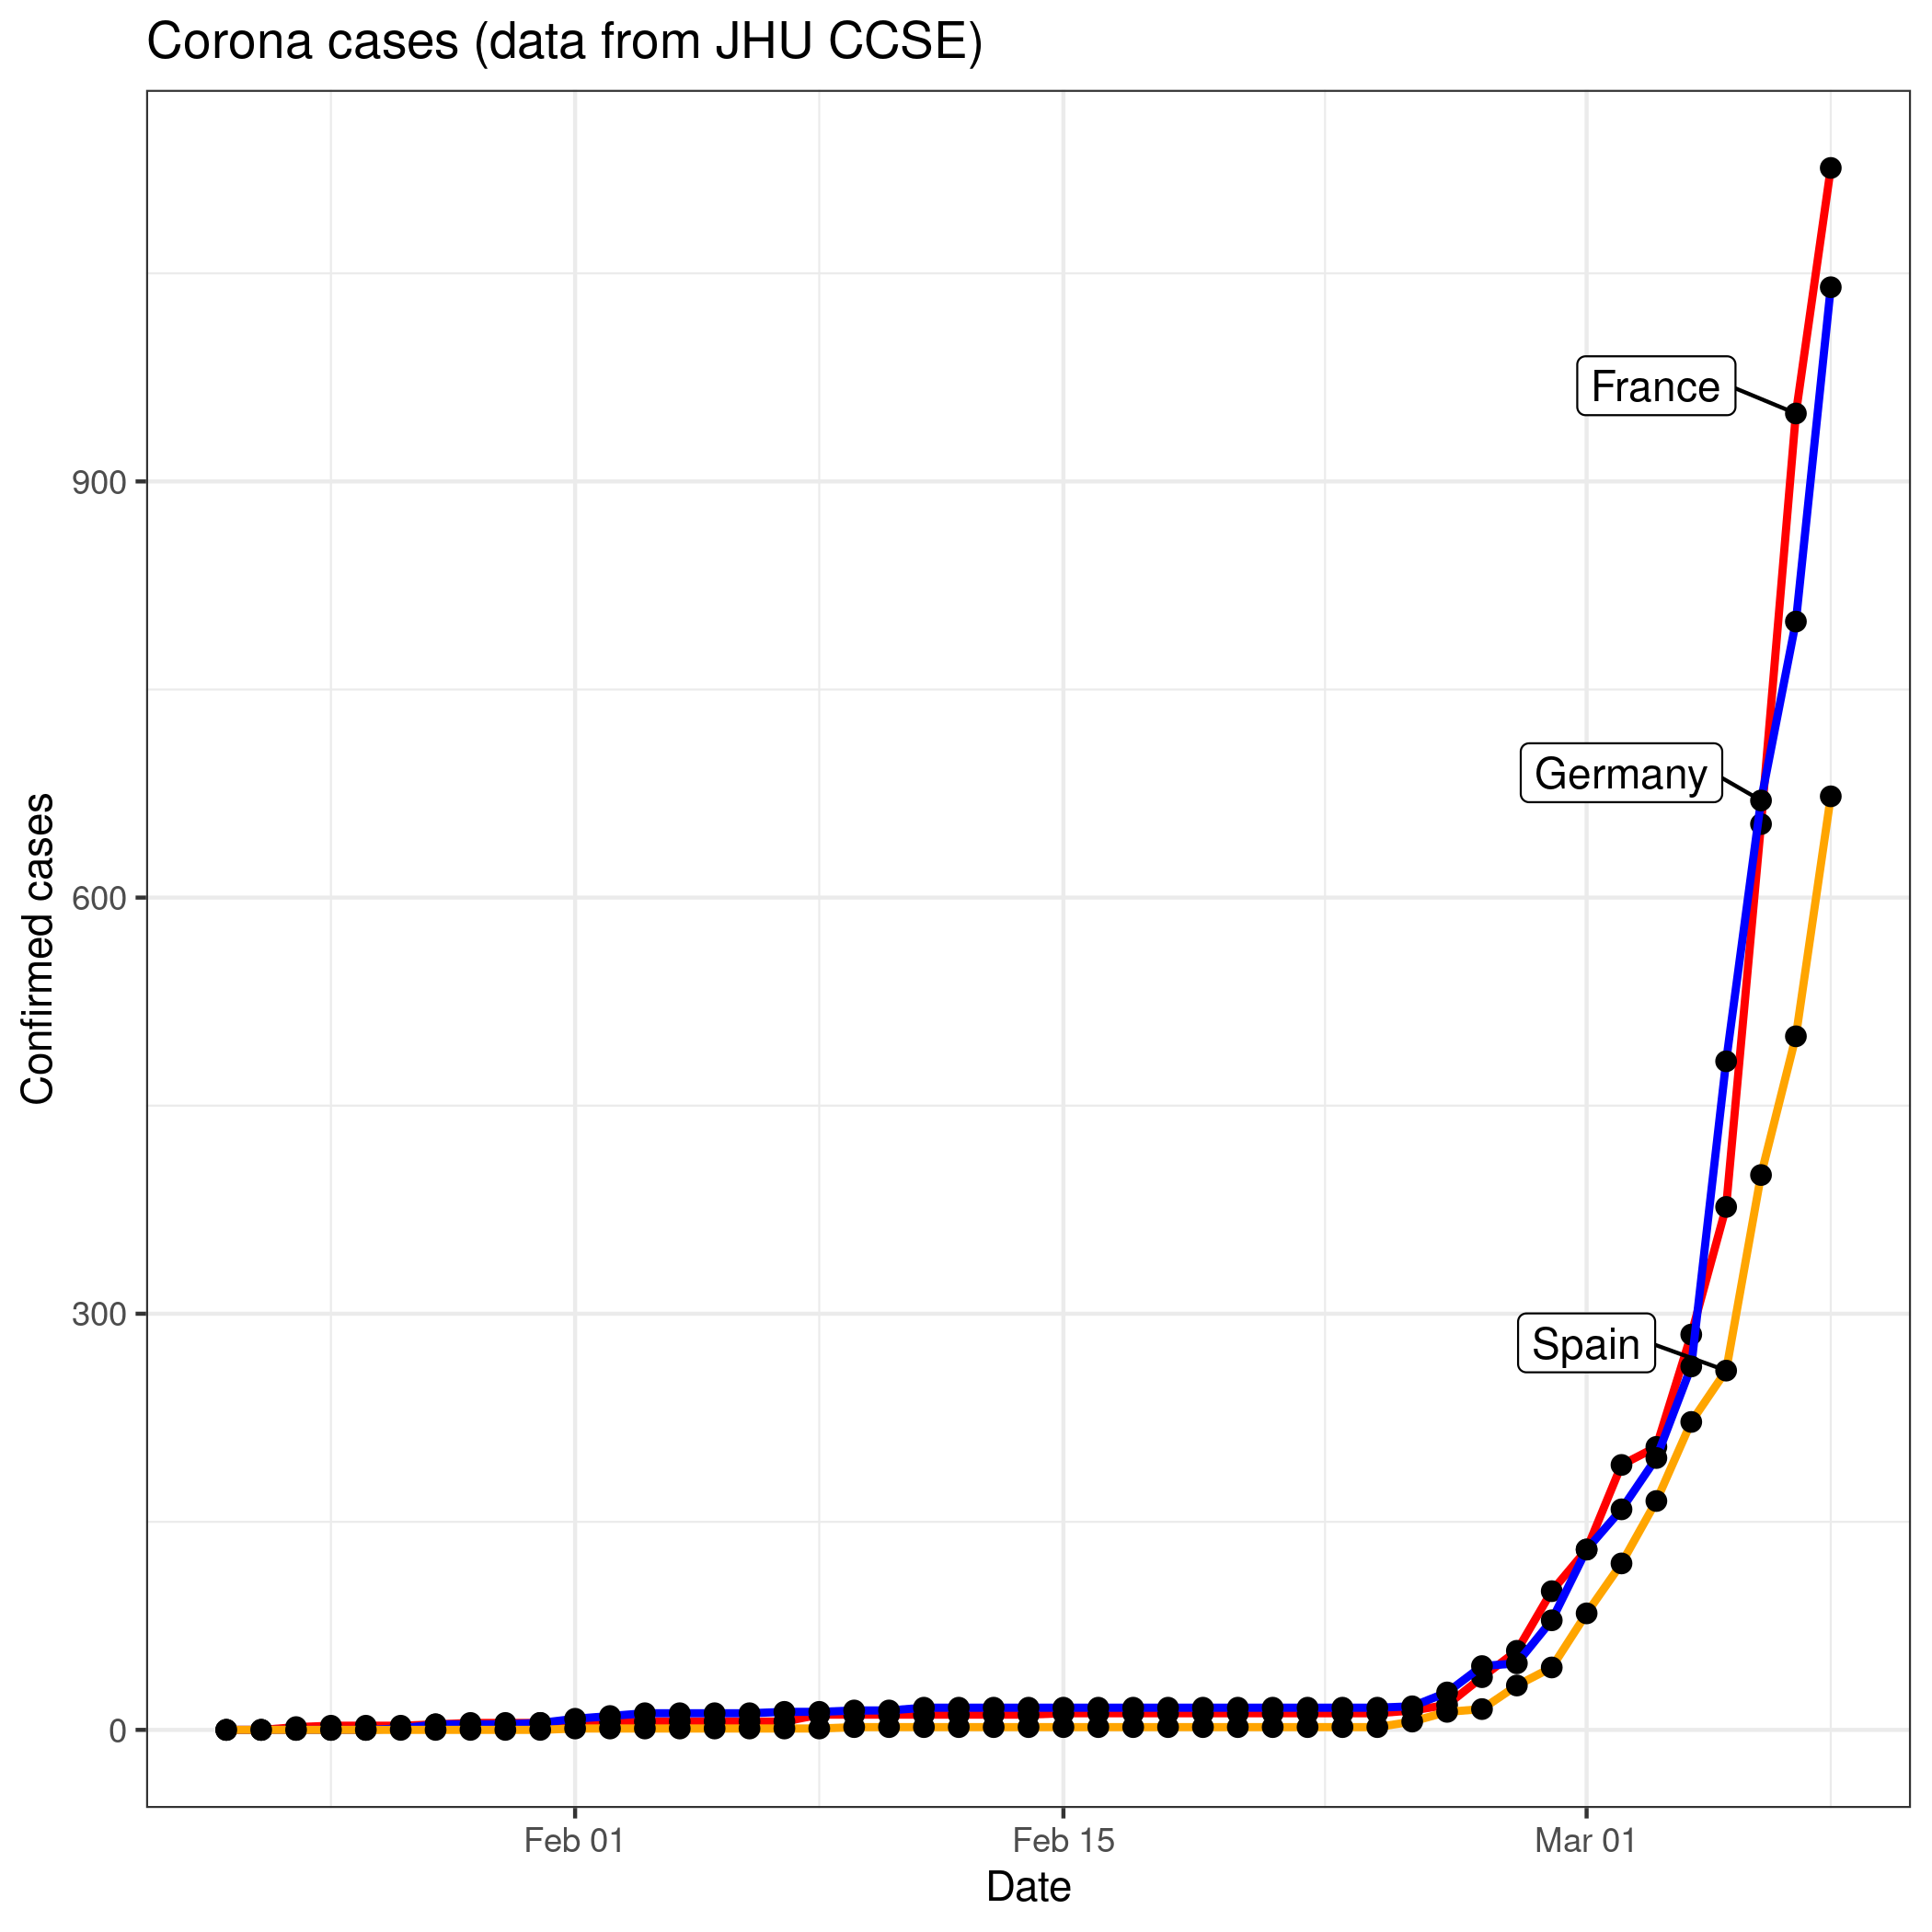 Corona cases (data from JHU CCSE)
Confirmed cases
900
600
300
0
France
Germany
Spain
Feb 01
Feb 15
Mar 01
Date